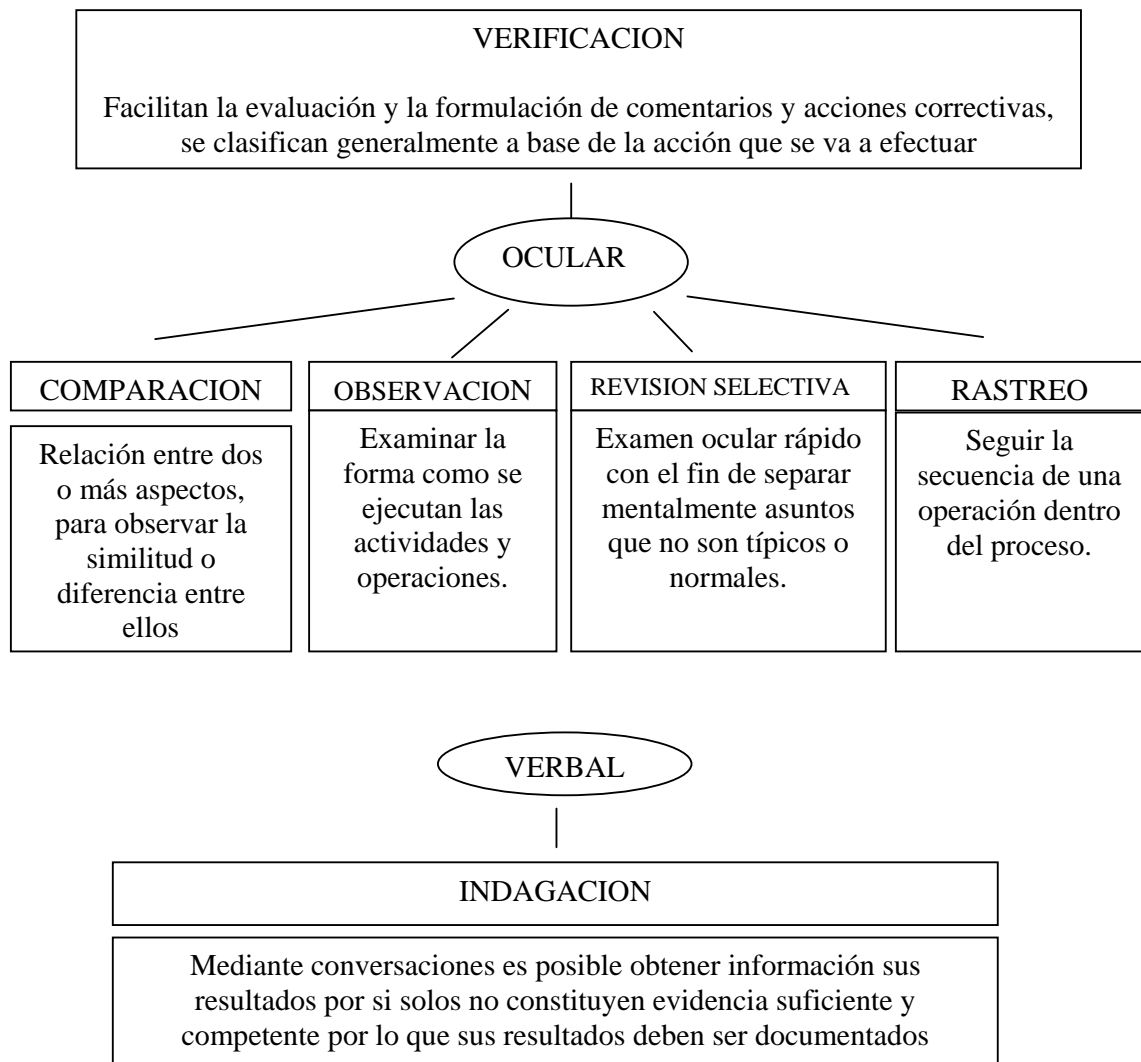 VERIFICACION
Facilitan la evaluación y la formulación de comentarios y acciones correctivas,
se clasifican generalmente a base de la acción que se va a efectuar
OCULAR
COMPARACION
Relación entre dos
o más aspectos,
para observar la
similitud o
diferencia entre
ellos
OBSERVACION
Examinar la
forma como se
ejecutan las
actividades y
operaciones.
REVISION SELECTIVA
Examen ocular rápido
con el fin de separar
mentalmente asuntos
que no son típicos o
normales.
RASTREO
Seguir la
secuencia de una
operación dentro
del proceso.
VERBAL
INDAGACION
Mediante conversaciones es posible obtener información sus
resultados por si solos no constituyen evidencia suficiente y
competente por lo que sus resultados deben ser documentados